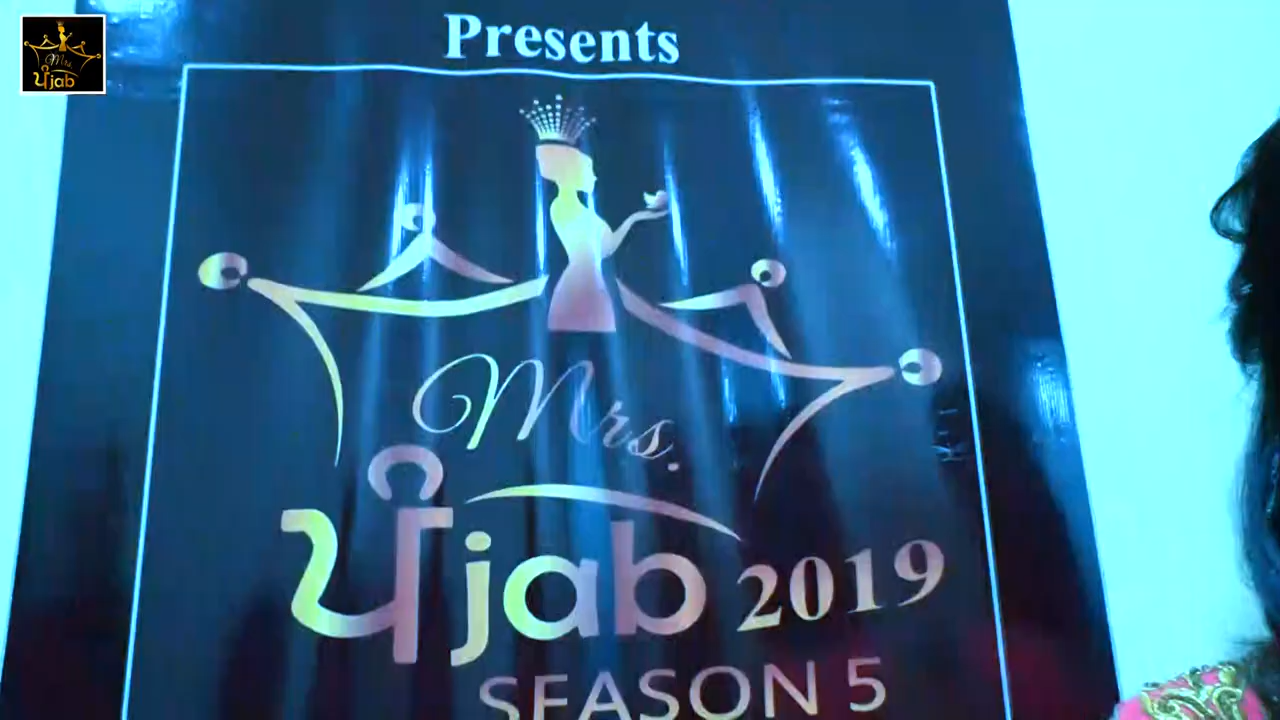 Mrs.
ਪੰjab
Presents
Mrs.
ਪੰjab 2019
SEASON 5